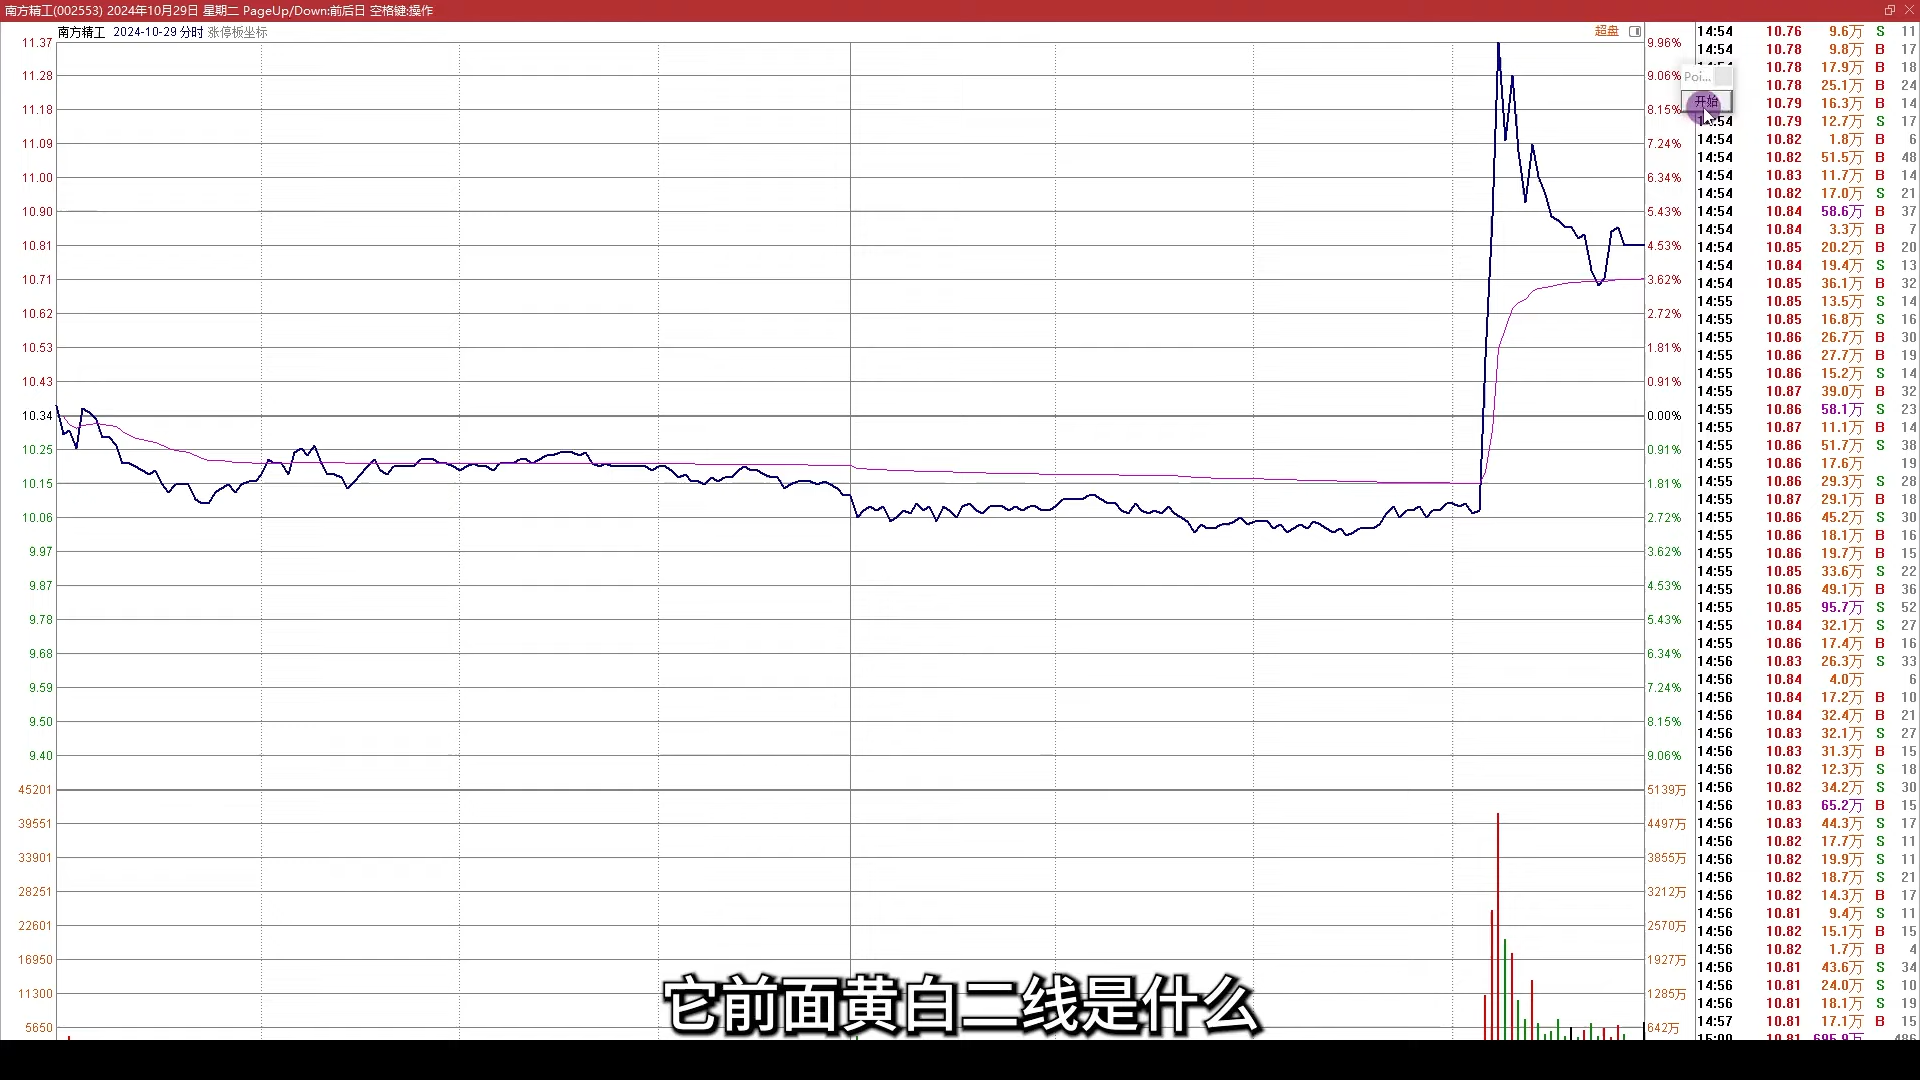 南方精工(002553) 2024年10月29日 星期二 PageUp/Down:前后日 空格键:操作
南方精工 2024-10-29 分时 涨停板坐标 超盘
11.37 9.96%
11.28 9.06%
11.18 8.15%
11.09 7.24%
11.00 6.34%
10.90 5.43%
10.81 4.53%
10.71 3.62%
10.62 2.72%
10.53 1.81%
10.43 0.91%
10.34 0.00%
10.25 0.91%
10.15 1.81%
10.06 2.72%
9.97 3.62%
9.87 4.53%
9.78 5.43%
9.68 6.34%
9.59 7.24%
9.50 8.15%
9.40 9.06%
45201 5139万
39551 4497万
33901 3855万
28251 3212万
22601 2570万
16950 1927万
11300 1285万
5650 642万
Poi...
开始
14:54 10.76 9.6万 S 11
14:54 10.78 9.8万 B 17
14:54 10.78 17.9万 B 18
10.78 25.1万 B 24
10.79 16.3万 B 14
14:54 10.79 12.7万 S 17
14:54 10.82 1.8万 B 6
14:54 10.82 51.5万 B 48
14:54 10.83 11.7万 B 14
14:54 10.82 17.0万 S 21
14:54 10.84 58.6万 B 37
14:54 10.84 3.3万 B 7
14:54 10.85 20.2万 B 20
14:54 10.84 19.4万 S 13
14:54 10.85 36.1万 B 32
14:55 10.85 13.5万 S 14
14:55 10.85 16.8万 S 16
14:55 10.86 26.7万 B 30
14:55 10.86 27.7万 B 19
14:55 10.86 15.2万 S 14
14:55 10.87 39.0万 B 32
14:55 10.86 58.1万 S 23
14:55 10.87 11.1万 B 14
14:55 10.86 51.7万 S 38
14:55 10.86 17.6万 19
14:55 10.86 29.3万 S 28
14:55 10.87 29.1万 B 18
14:55 10.86 45.2万 S 30
14:55 10.86 18.1万 B 16
14:55 10.86 19.7万 B 15
14:55 10.85 33.6万 S 22
14:55 10.86 49.1万 B 36
14:55 10.85 95.7万 S 52
14:55 10.84 32.1万 S 27
14:55 10.86 17.4万 B 16
14:56 10.83 26.3万 S 33
14:56 10.84 4.0万 6
14:56 10.84 17.2万 B 10
14:56 10.84 32.4万 B 21
14:56 10.83 32.1万 S 27
14:56 10.83 31.3万 B 15
14:56 10.82 12.3万 S 18
14:56 10.82 34.2万 S 30
14:56 10.83 65.2万 B 15
14:56 10.83 44.3万 S 17
14:56 10.82 17.7万 S 11
14:56 10.82 19.9万 S 11
14:56 10.82 18.7万 S 21
14:56 10.82 14.3万 B 17
14:56 10.81 9.4万 S 11
14:56 10.82 15.1万 B 15
14:56 10.82 1.7万 B 4
14:56 10.81 43.6万 S 34
14:56 10.81 24.0万 S 10
14:56 10.81 18.1万 S 19
14:57 10.81 17.1万 B 15
15:00 10.81 695.9万 486
它前面黄白二线是什么